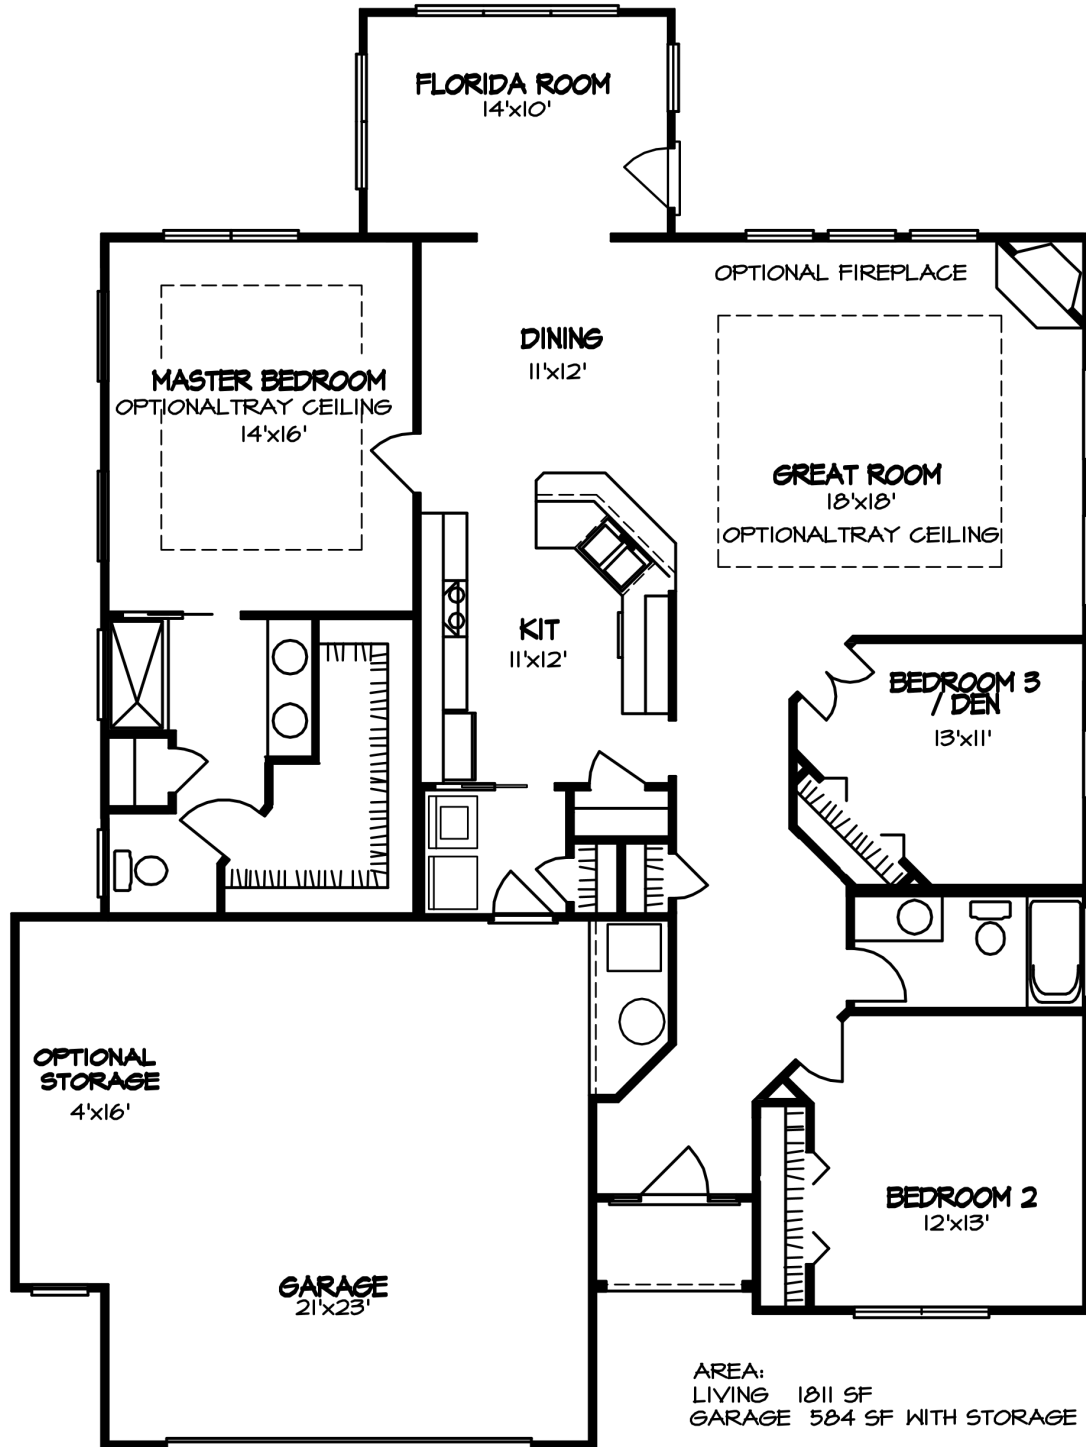 FLORIDA ROOM
14'x10'
OPTIONAL FIREPLACE
DINING
11'x12'
MASTER BEDROOM
OPTIONALTRAY CEILING
14'x16'
GREAT ROOM
18'x18'
OPTIONALTRAY CEILING
KIT
11'x12'
BEDROOM 3
/ DEN
13'x11'
OPTIONAL
STORAGE
4'x16'
BEDROOM 2
12'x13'
GARAGE
21'x23'
AREA:
LIVING 1811 SF
GARAGE 584 SF WITH STORAGE